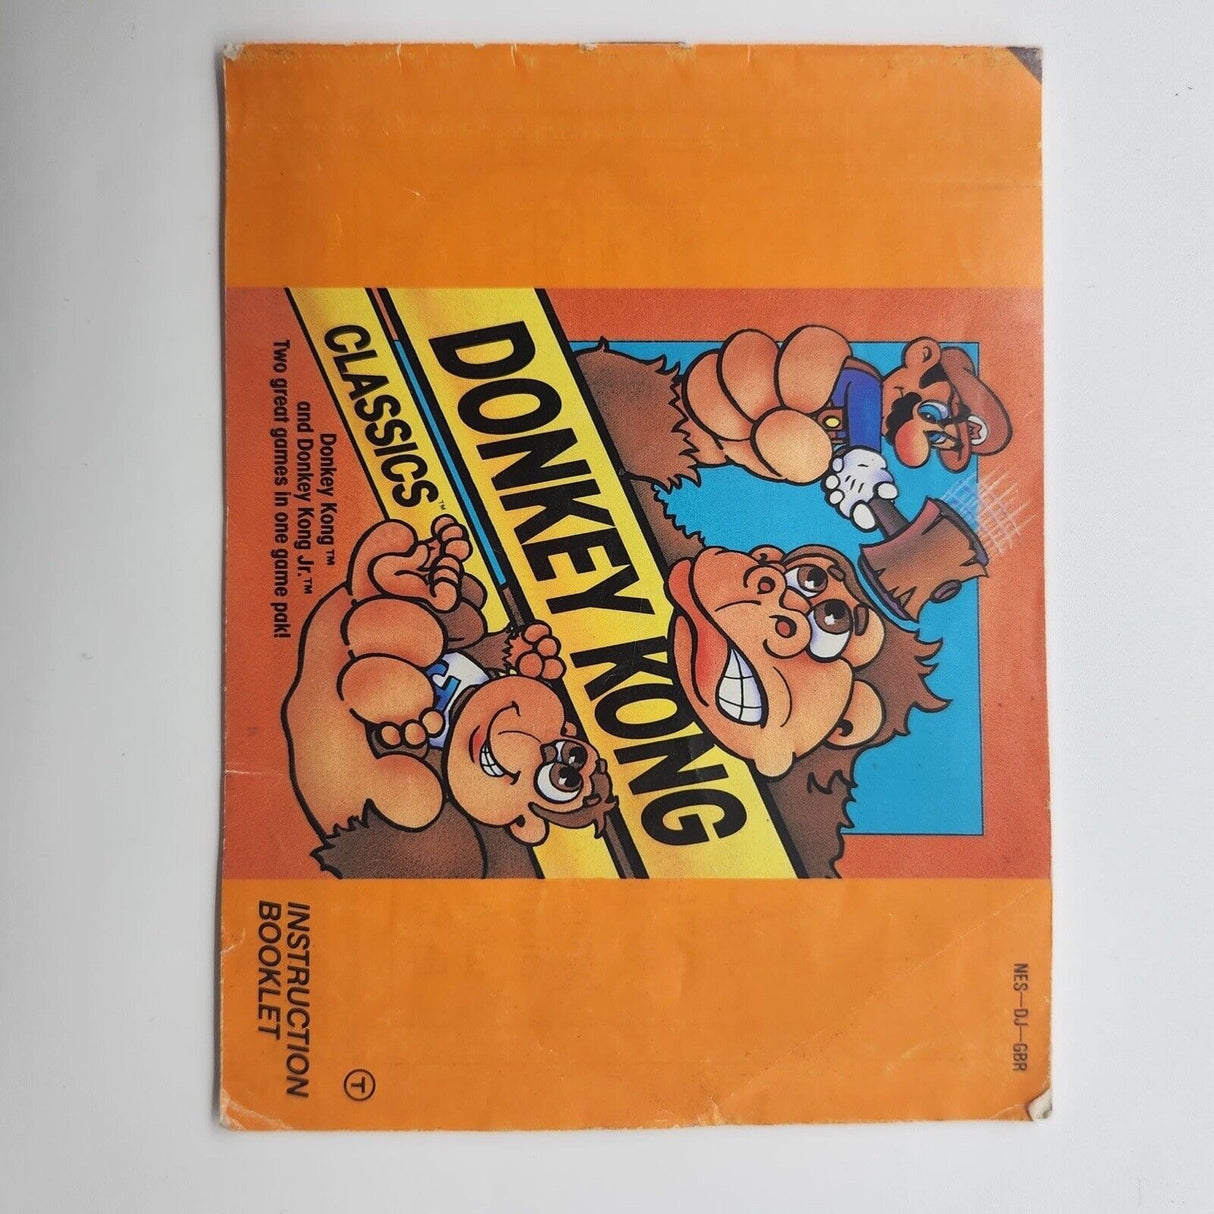 NES-DJ-GBR
DONKEY KONG
CLASSICS™
Donkey Kong™
and Donkey Kong Jr.™
Two great games in one game pak!
INSTRUCTION
BOOKLET
T
M
J